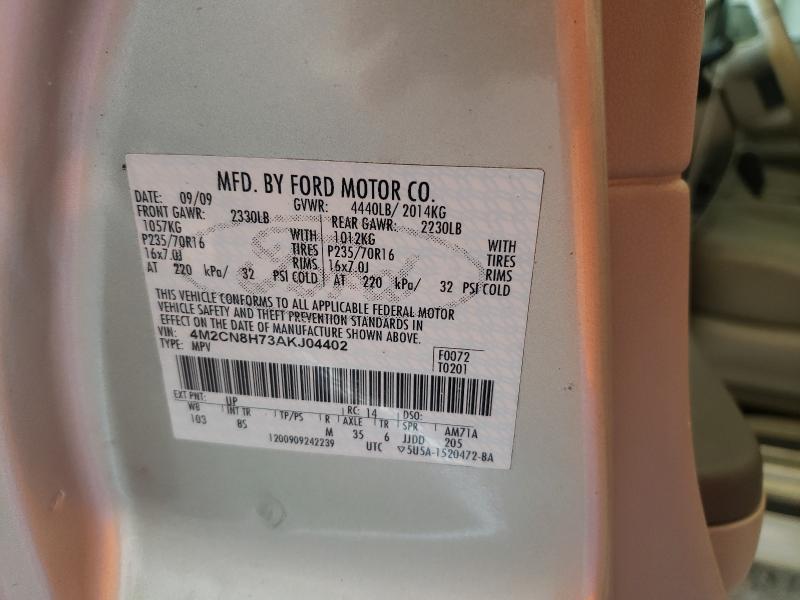 MFD. BY FORD MOTOR CO.
DATE: 09/09 GVWR: 4440LB/ 2014KG
FRONT GAWR: 2330LB REAR GAWR: 2230LB
1057KG WITH 1012KG WITH
P235/70R16 TIRES P235/70R16 TIRES
16x7.0J RIMS 16x7.0J RIMS
AT 220 kPa/ 32 PSI COLD AT 220 kPa/ 32 PSI COLD
Ford
THIS VEHICLE CONFORMS TO ALL APPLICABLE FEDERAL MOTOR
VEHICLE SAFETY AND THEFT PREVENTION STANDARDS IN
EFFECT ON THE DATE OF MANUFACTURE SHOWN ABOVE.
VIN: 4M2CN8H73AKJ04402
TYPE: MPV
F0072
T0201
EXT PNT: UP RC: 14 DSO:
WB INT TR TP/PS R AXLE TR SPR AM71A
103 BS M 35 6 JJDD 205
1200909242239 UTC 5U5A-1520472-BA